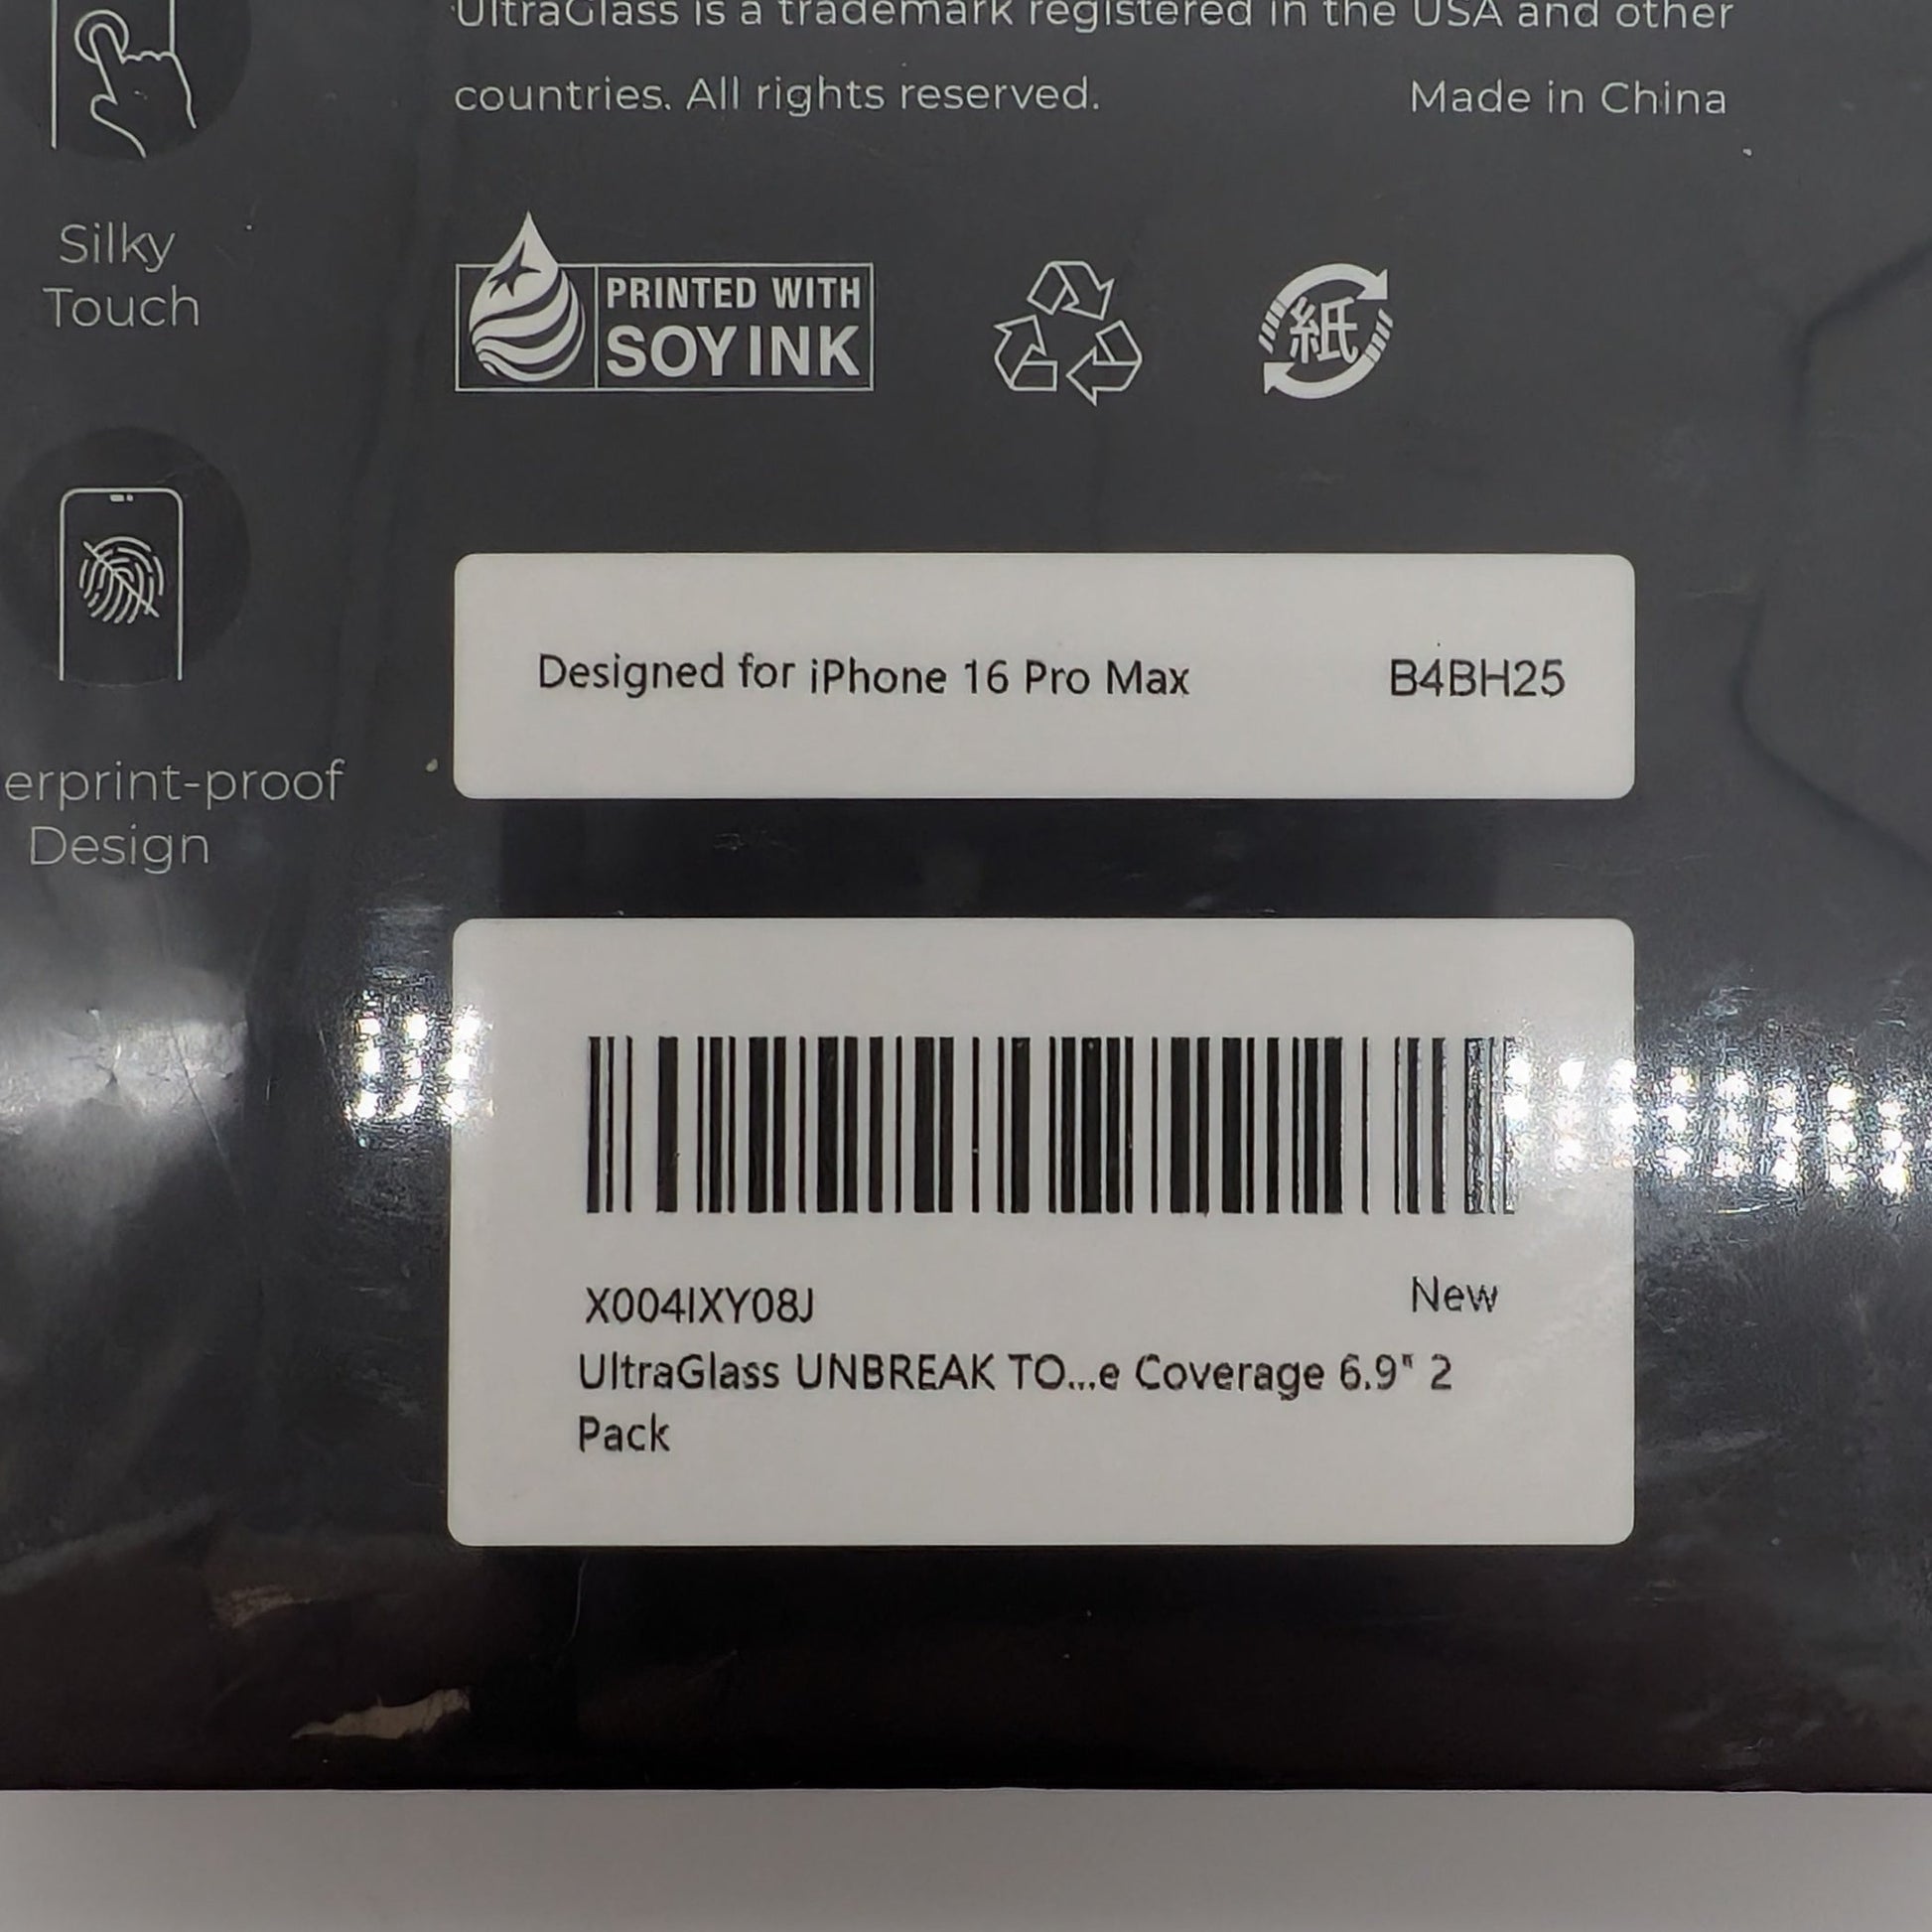 UltraGlass is a trademark registered in the USA and other
countries. All rights reserved.
Made in China
Silky
Touch
PRINTED WITH
SOY INK
紙
Designed for iPhone 16 Pro Max
B4BH25
erprint-proof
Design
X004IXY08J
New
UltraGlass UNBREAK TO...e Coverage 6.9" 2
Pack